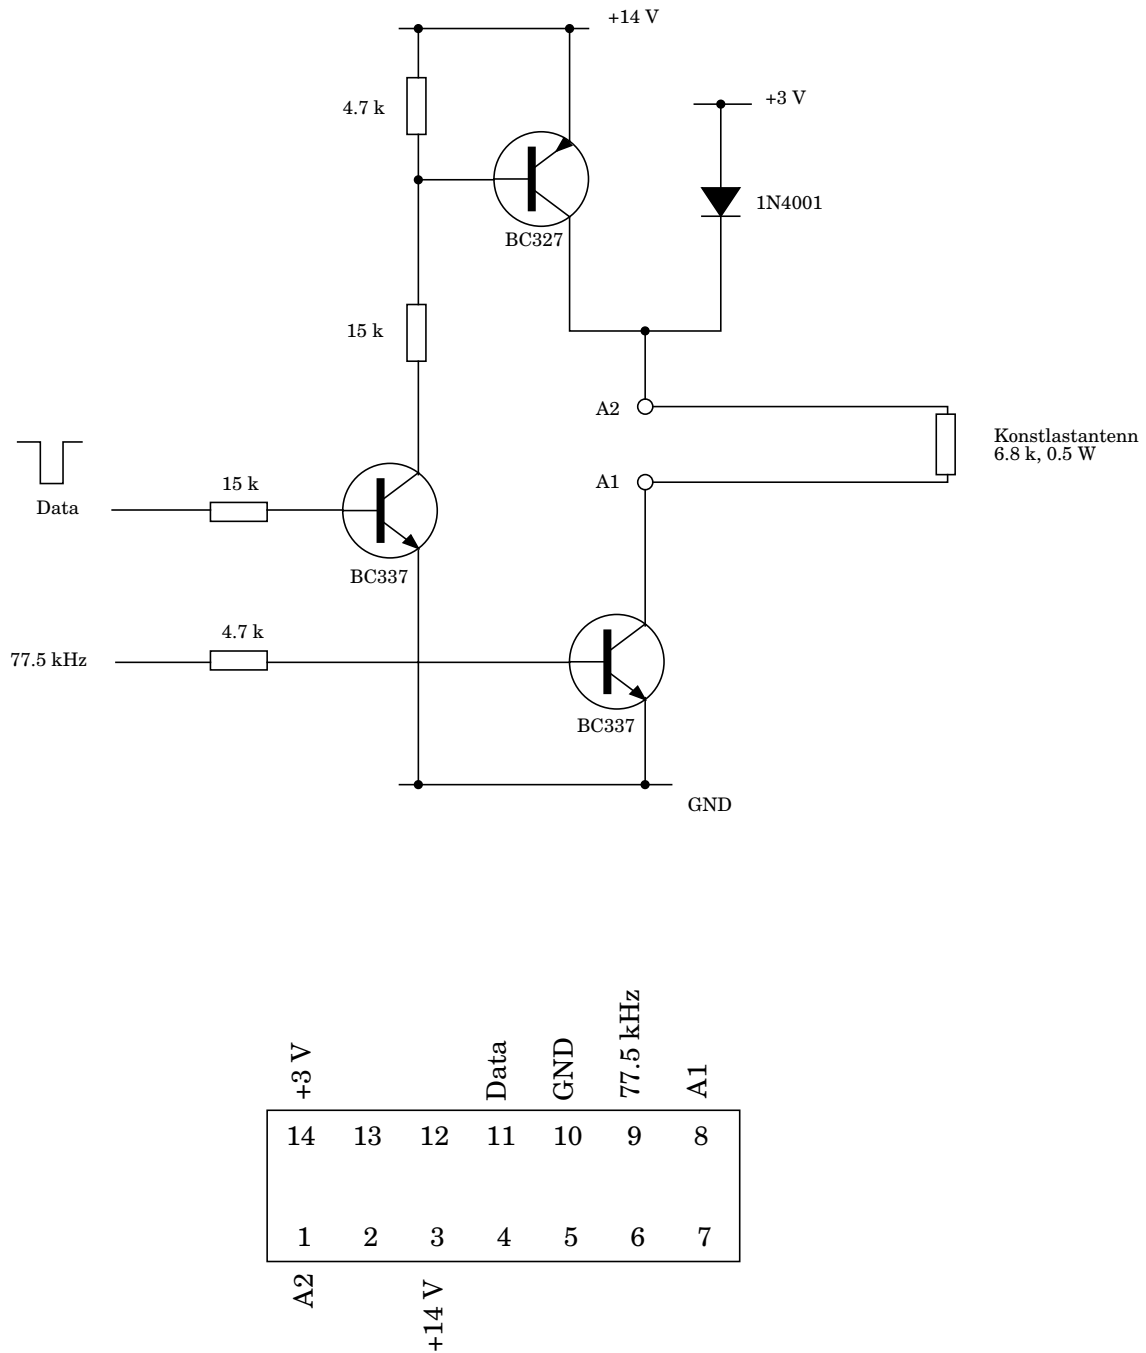 +14 V
+3 V
4.7 k
1N4001
BC327
15 k
A2
Konstlastantenn
6.8 k, 0.5 W
A1
15 k
Data
BC337
4.7 k
77.5 kHz
BC337
GND
+3 V
Data
GND
77.5 kHz
A1
14 13 12 11 10 9 8
1 2 3 4 5 6 7
A2
+14 V